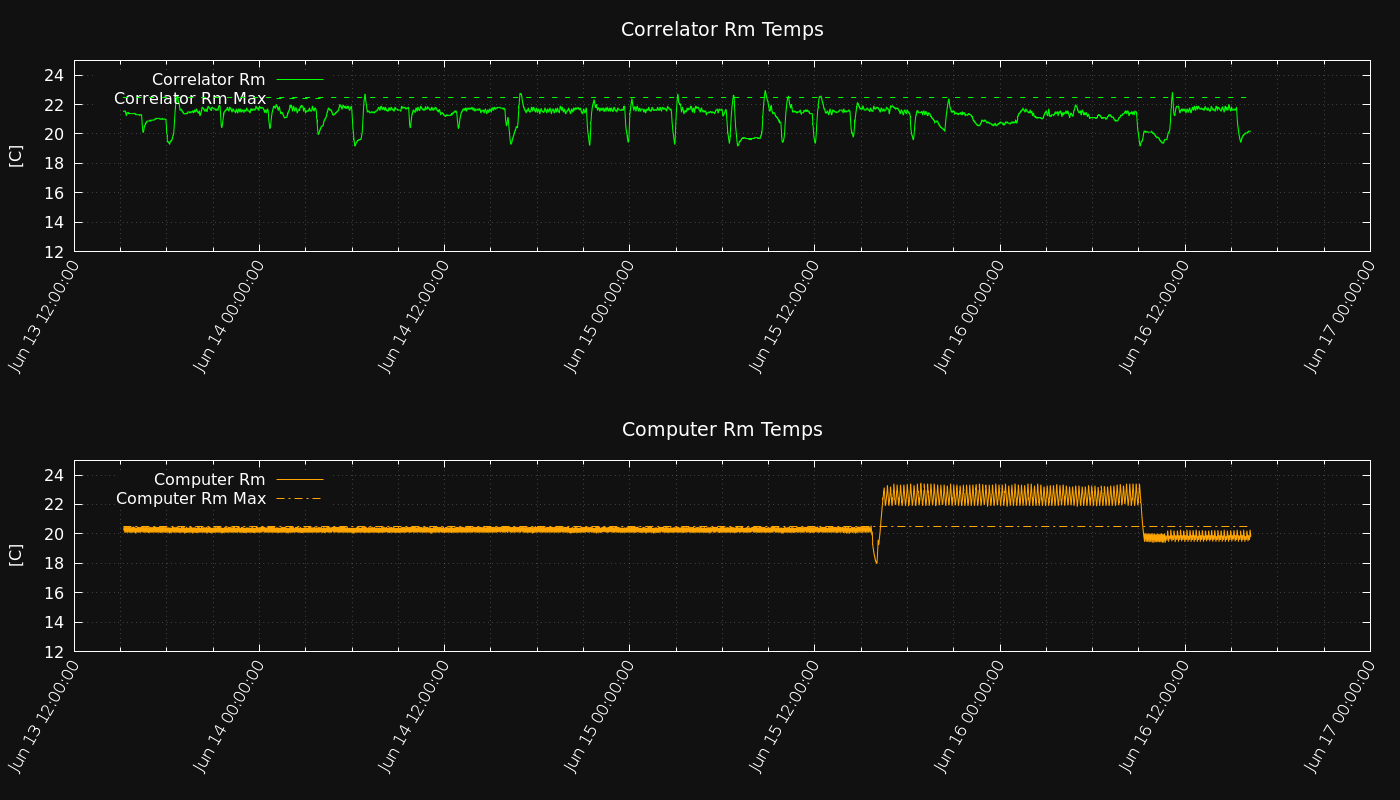 Correlator Rm Temps
Correlator Rm
Correlator Rm Max
24
22
20
18
16
14
12
[C]
Jun 13 12:00:00
Jun 14 00:00:00
Jun 14 12:00:00
Jun 15 00:00:00
Jun 15 12:00:00
Jun 16 00:00:00
Jun 16 12:00:00
Jun 17 00:00:00
Computer Rm Temps
Computer Rm
Computer Rm Max
24
22
20
18
16
14
12
[C]
Jun 13 12:00:00
Jun 14 00:00:00
Jun 14 12:00:00
Jun 15 00:00:00
Jun 15 12:00:00
Jun 16 00:00:00
Jun 16 12:00:00
Jun 17 00:00:00